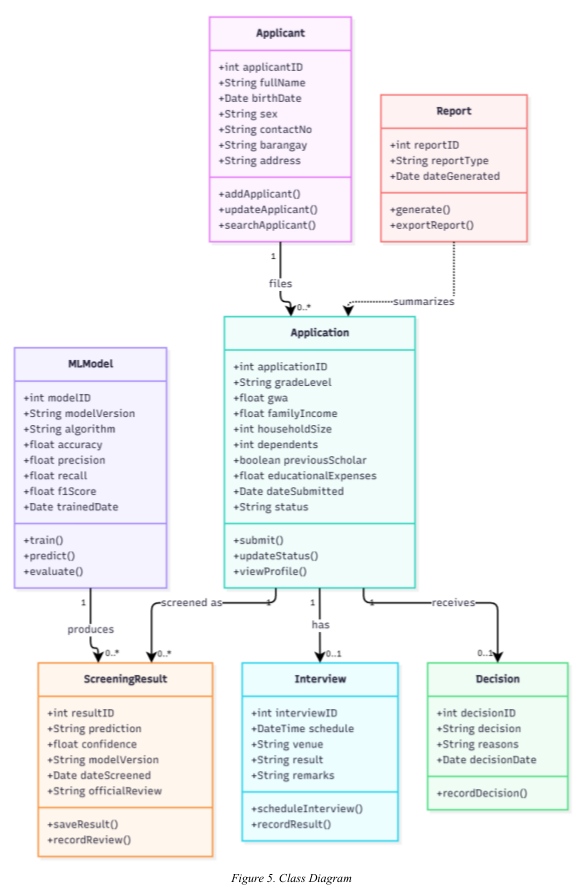 Applicant
+int applicantID
+String fullName
+Date birthDate
+String sex
+String contactNo
+String barangay
+String address
+addApplicant()
+updateApplicant()
+searchApplicant()
Report
+int reportID
+String reportType
+Date dateGenerated
+generate()
+exportReport()
1
files
0..*
summarizes
Application
+int applicationID
+String gradeLevel
+float gwa
+float familyIncome
+int householdSize
+int dependents
+boolean previousScholar
+float educationalExpenses
+Date dateSubmitted
+String status
+submit()
+updateStatus()
+viewProfile()
MLModel
+int modelID
+String modelVersion
+String algorithm
+float accuracy
+float precision
+float recall
+float f1Score
+Date trainedDate
+train()
+predict()
+evaluate()
1
produces
0..*
1
screened as
0..*
1
has
0..1
1
receives
0..1
ScreeningResult
+int resultID
+String prediction
+float confidence
+String modelVersion
+Date dateScreened
+String officialReview
+saveResult()
+recordReview()
Interview
+int interviewID
+DateTime schedule
+String venue
+String result
+String remarks
+scheduleInterview()
+recordResult()
Decision
+int decisionID
+String decision
+String reasons
+Date decisionDate
+recordDecision()
Figure 5. Class Diagram